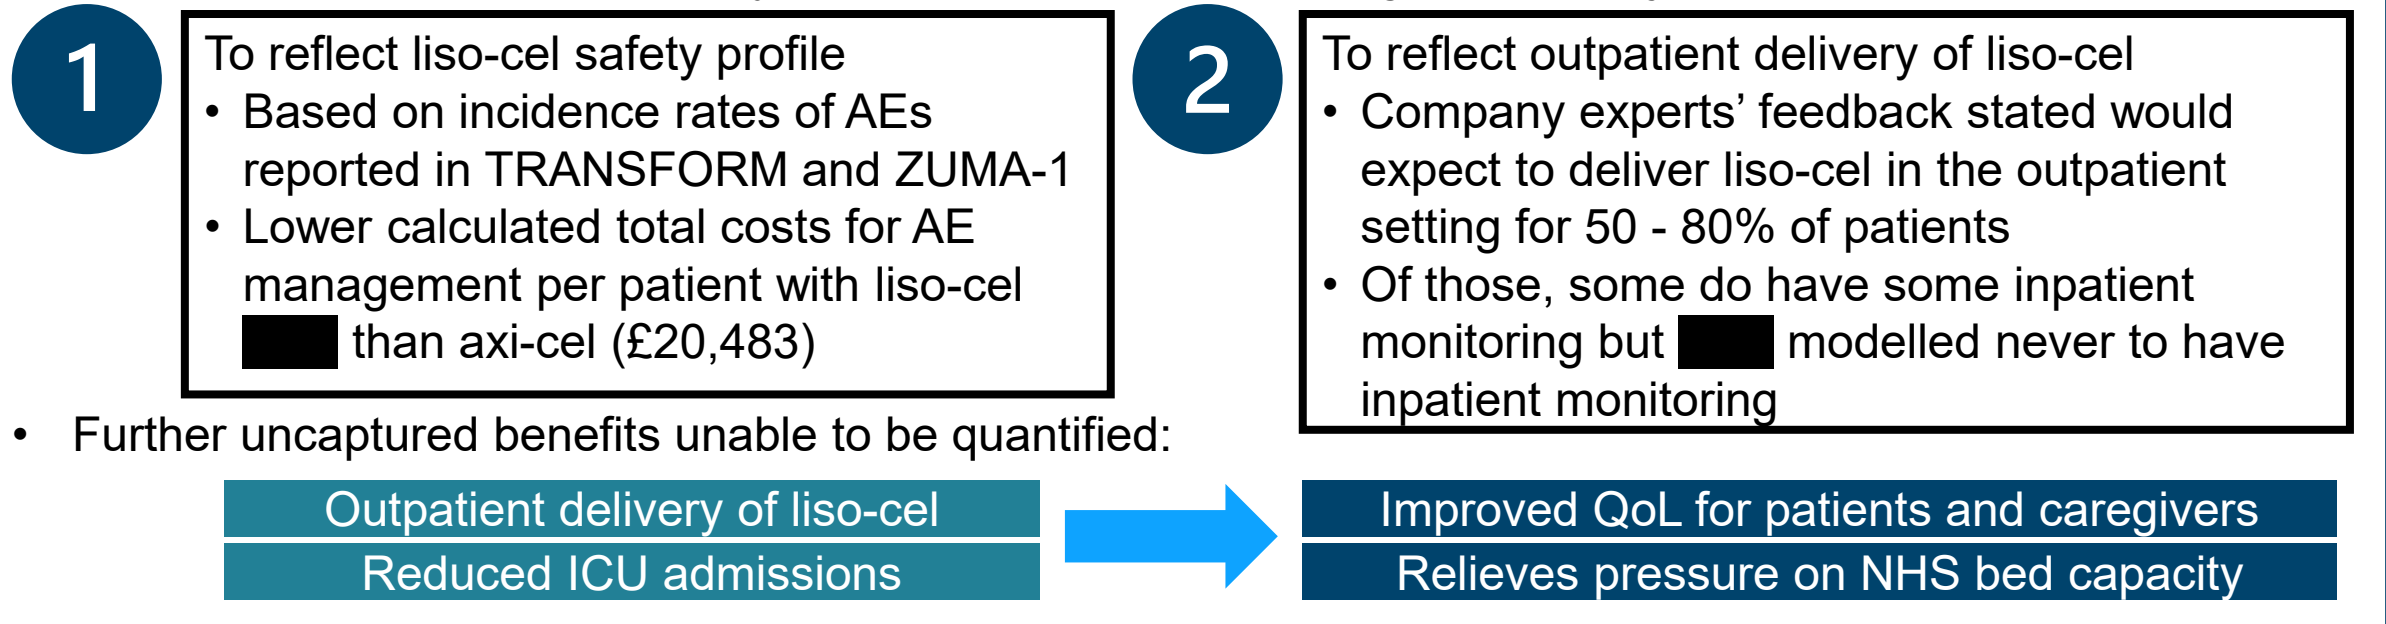 1
To reflect liso-cel safety profile
• Based on incidence rates of AEs
reported in TRANSFORM and ZUMA-1
• Lower calculated total costs for AE
management per patient with liso-cel
than axi-cel (£20,483)
2
To reflect outpatient delivery of liso-cel
• Company experts’ feedback stated would
expect to deliver liso-cel in the outpatient
setting for 50 - 80% of patients
• Of those, some do have some inpatient
monitoring but modelled never to have
inpatient monitoring
• Further uncaptured benefits unable to be quantified:
Outpatient delivery of liso-cel
Reduced ICU admissions
Improved QoL for patients and caregivers
Relieves pressure on NHS bed capacity